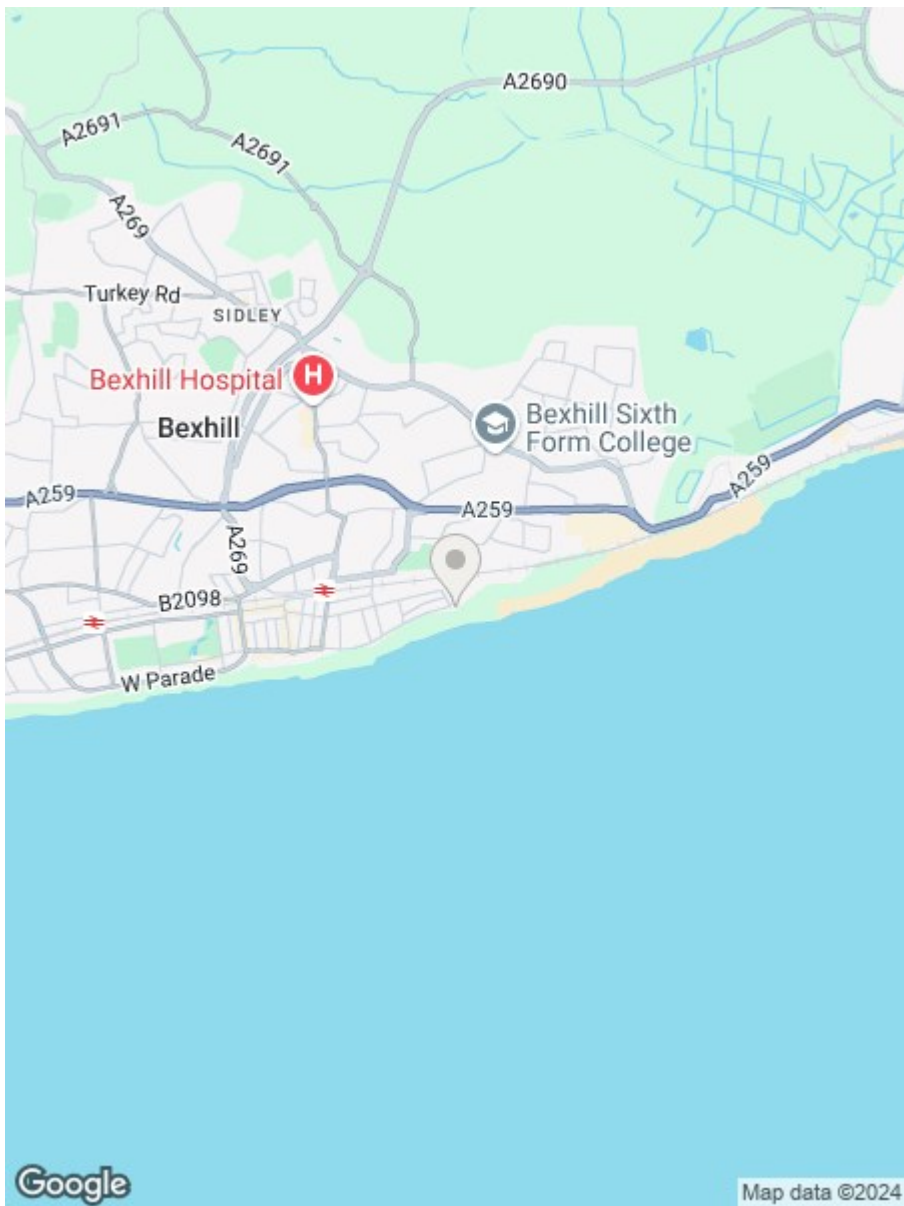 A2690
A2691
A2691
A269
Turkey Rd
SIDLEY
Bexhill Hospital
H
Bexhill
Bexhill Sixth
Form College
A259
A259
A259
A269
B2098
W Parade
Google
Map data ©2024